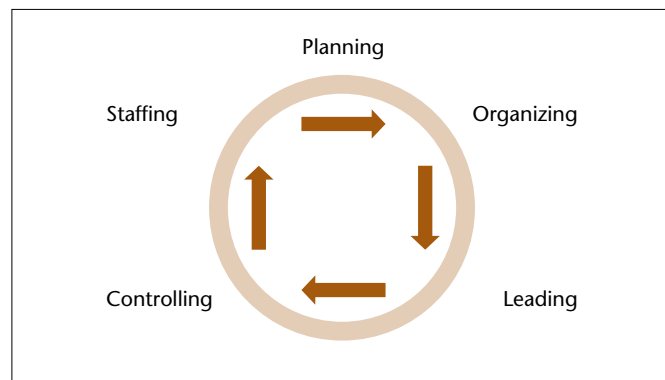 Planning
Staffing
Organizing
Controlling
Leading